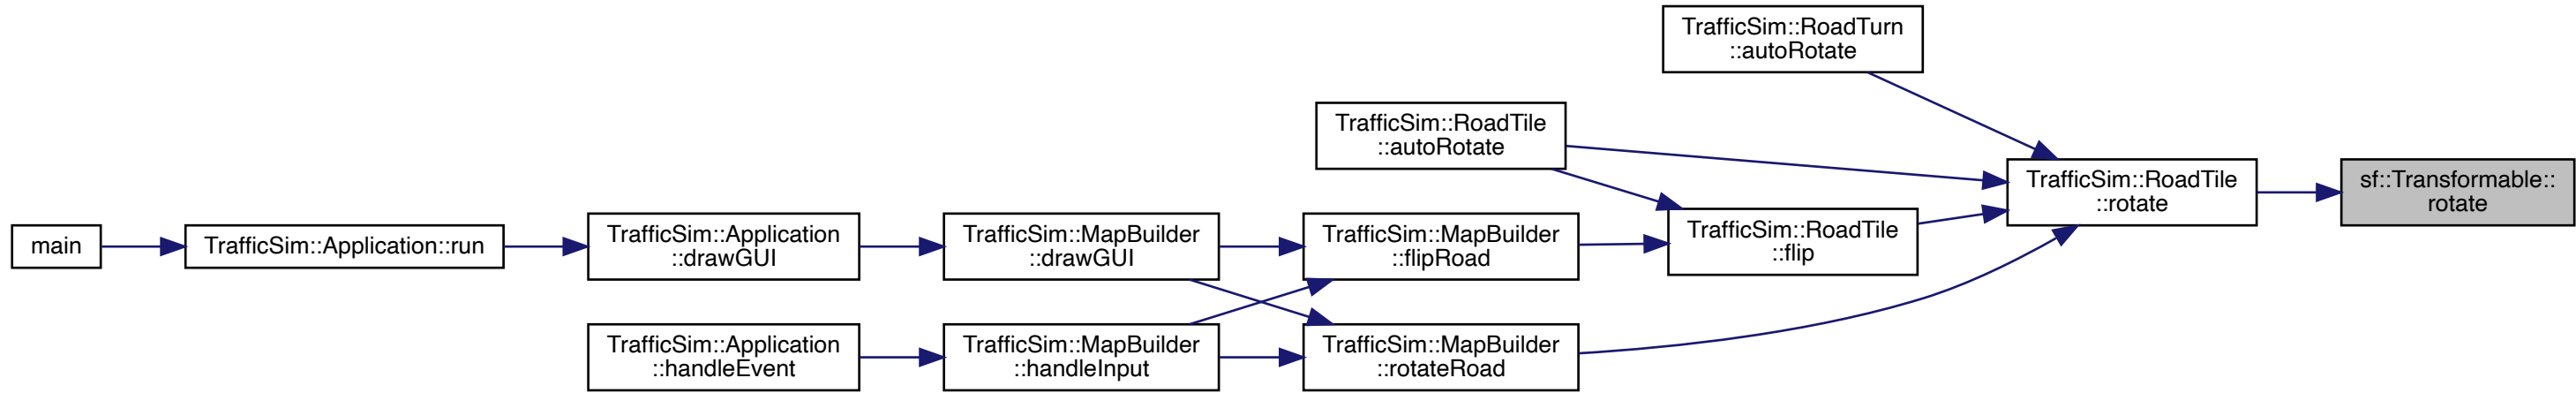 TrafficSim::RoadTurn
::autoRotate
TrafficSim::RoadTile
::autoRotate
TrafficSim::RoadTile
::rotate
sf::Transformable::
rotate
main
TrafficSim::Application::run
TrafficSim::Application
::drawGUI
TrafficSim::MapBuilder
::drawGUI
TrafficSim::MapBuilder
::flipRoad
TrafficSim::RoadTile
::flip
TrafficSim::Application
::handleEvent
TrafficSim::MapBuilder
::handleInput
TrafficSim::MapBuilder
::rotateRoad